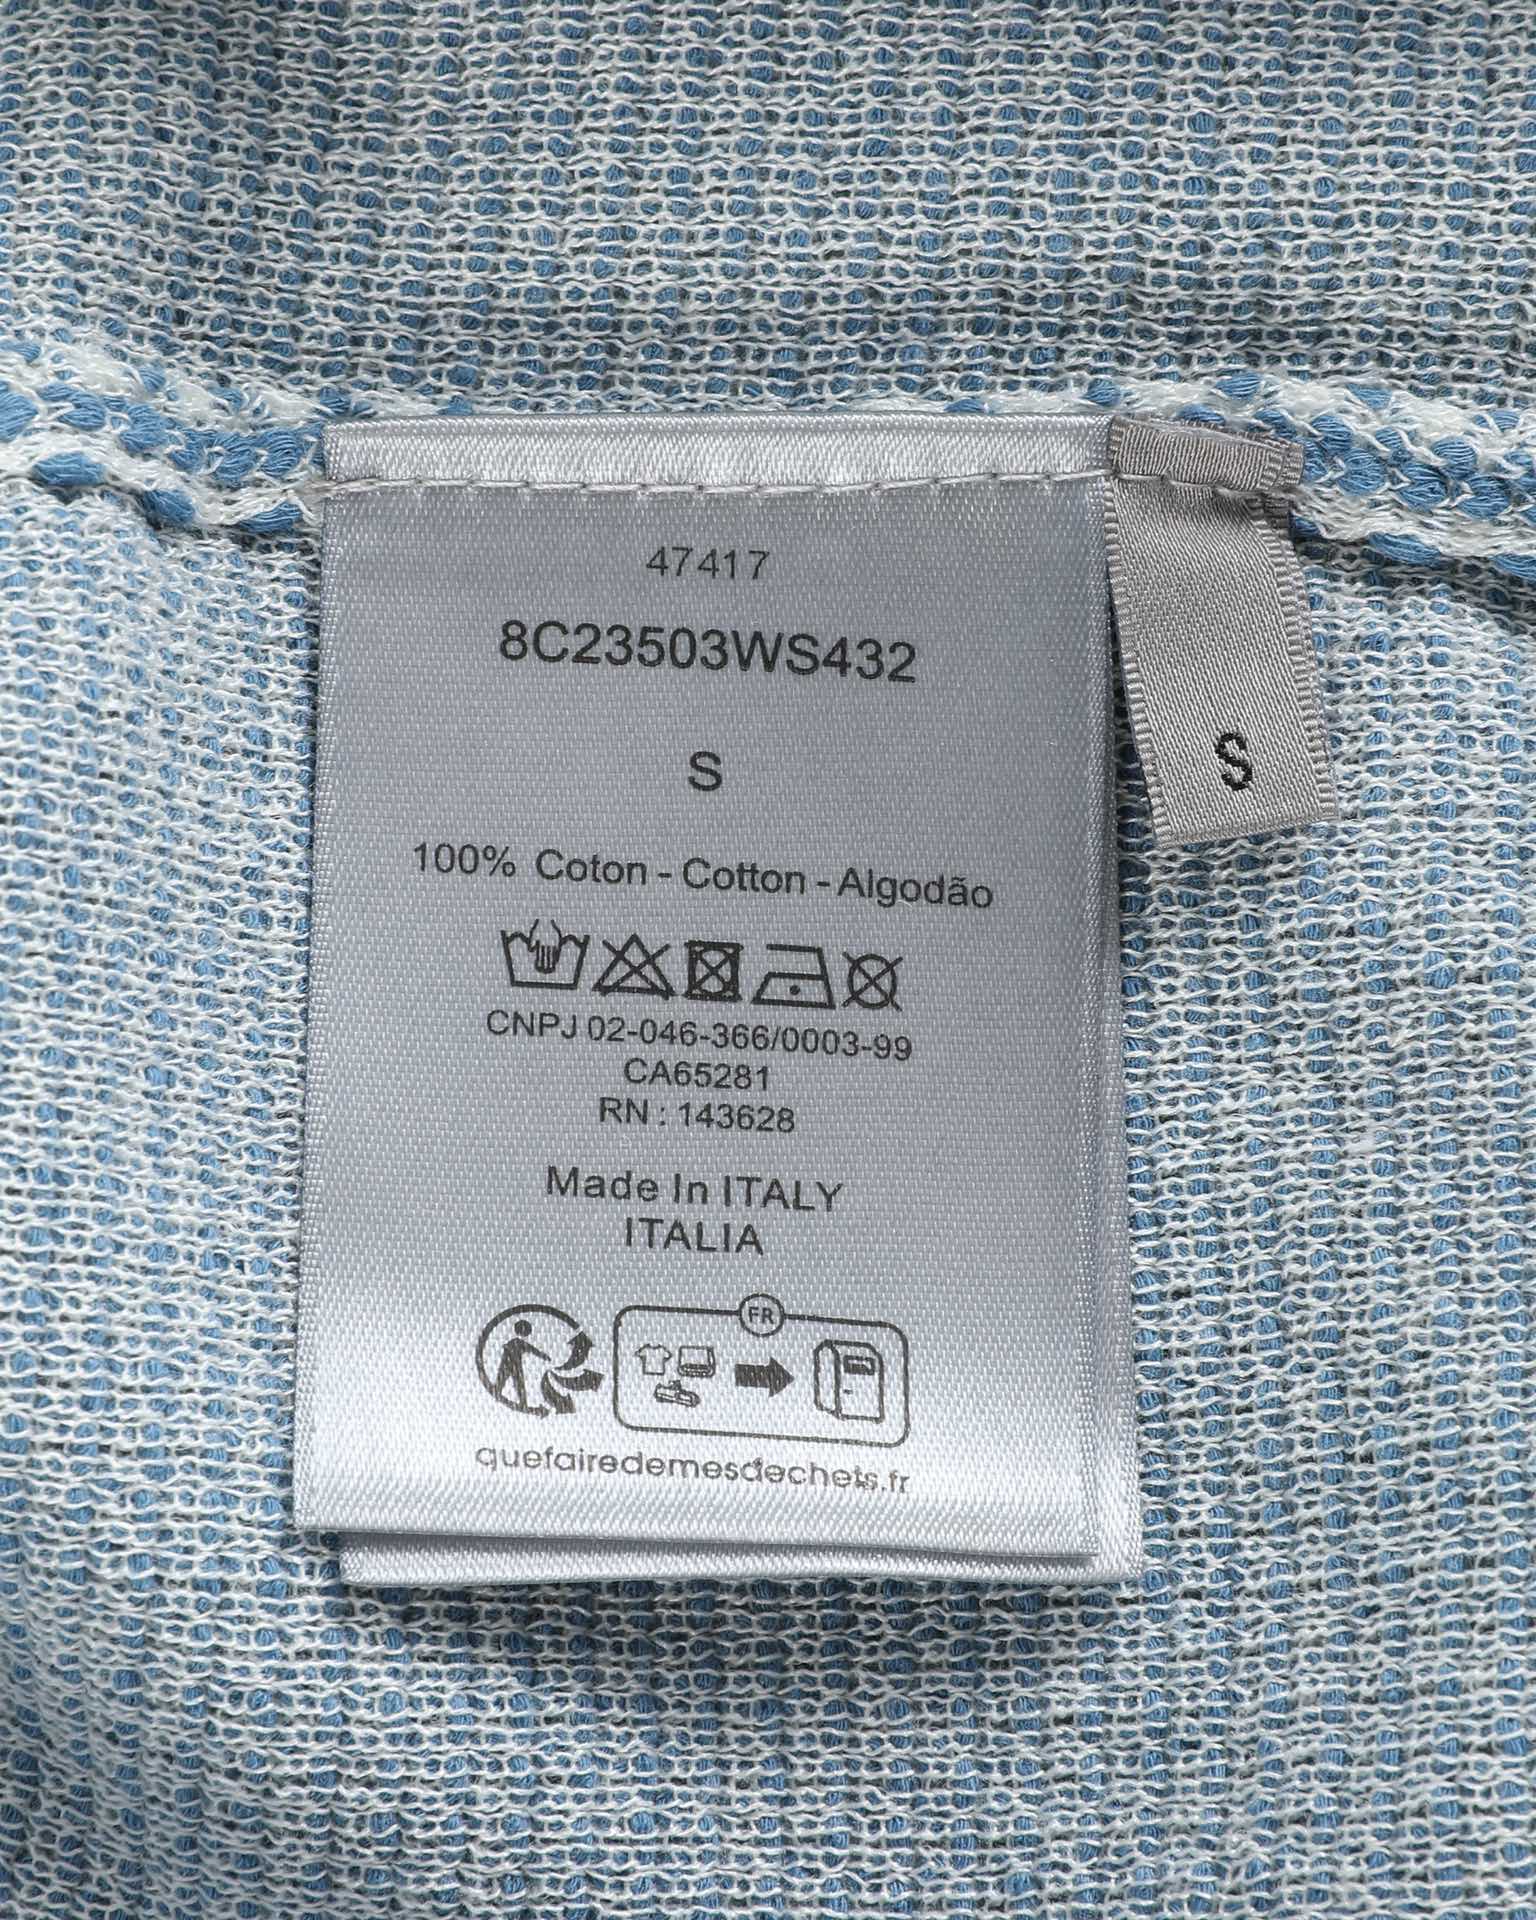 47417
8C23503WS432
S
S
100% Coton - Cotton - Algodão
CNPJ 02-046-366/0003-99
CA65281
RN : 143628
Made In ITALY
ITALIA
FR
quefairedemesdechets.fr